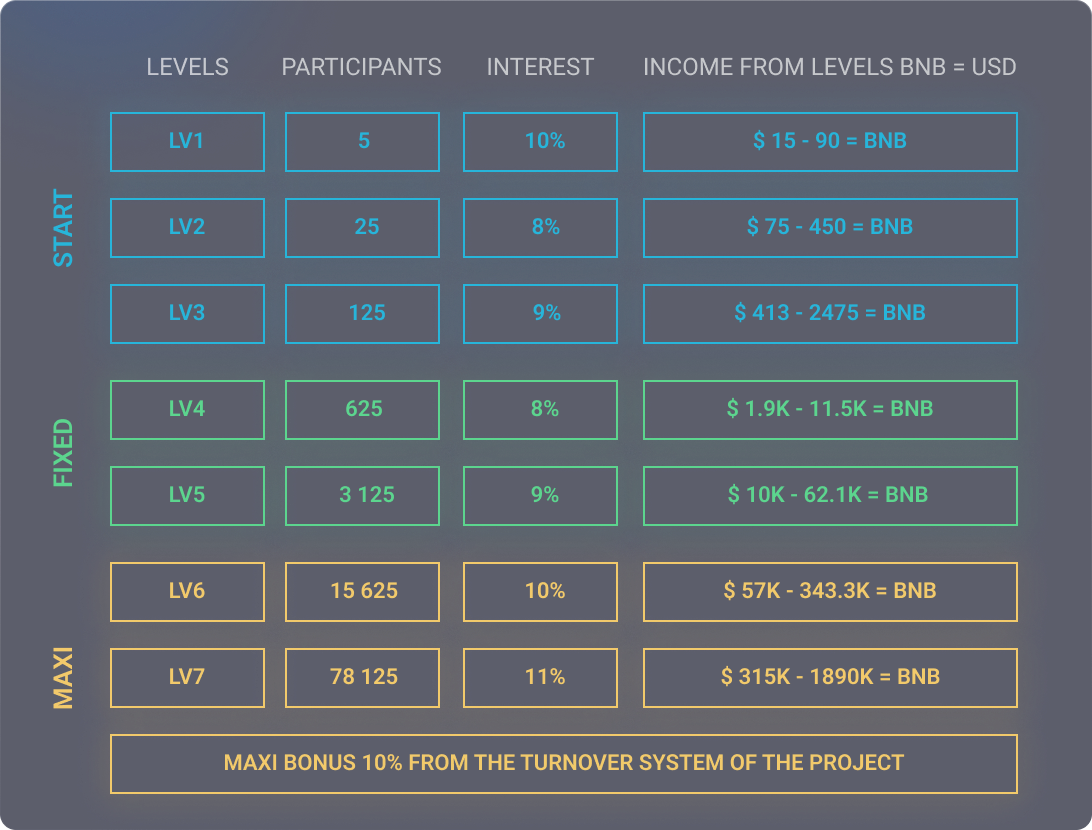 LEVELS PARTICIPANTS INTEREST INCOME FROM LEVELS BNB = USD
START
LV1 5 10% $ 15 - 90 = BNB
LV2 25 8% $ 75 - 450 = BNB
LV3 125 9% $ 413 - 2475 = BNB
FIXED
LV4 625 8% $ 1.9K - 11.5K = BNB
LV5 3 125 9% $ 10K - 62.1K = BNB
MAXI
LV6 15 625 10% $ 57K - 343.3K = BNB
LV7 78 125 11% $ 315K - 1890K = BNB
MAXI BONUS 10% FROM THE TURNOVER SYSTEM OF THE PROJECT